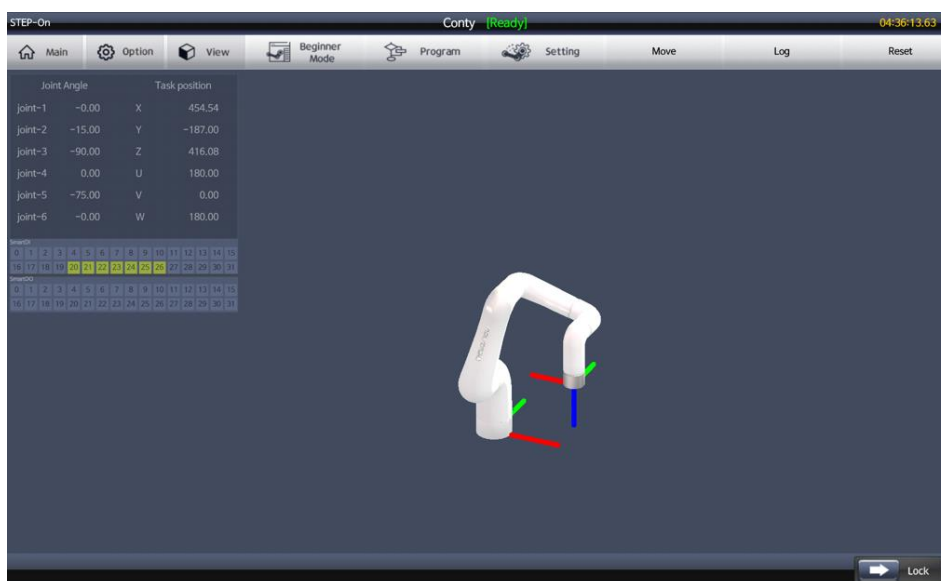 STEP-On Conty [Ready] 04:36:13.63
Main Option View Beginner Mode Program Setting Move Log Reset
Joint Angle Task position
joint-1 -0.00 X 454.54
joint-2 -15.00 Y -187.00
joint-3 -90.00 Z 416.08
joint-4 0.00 U 180.00
joint-5 -75.00 V 0.00
joint-6 -0.00 W 180.00
SmartDI
0 1 2 3 4 5 6 7 8 9 10 11 12 13 14 15
16 17 18 19 20 21 22 23 24 25 26 27 28 29 30 31
SmartDO
0 1 2 3 4 5 6 7 8 9 10 11 12 13 14 15
16 17 18 19 20 21 22 23 24 25 26 27 28 29 30 31
Lock